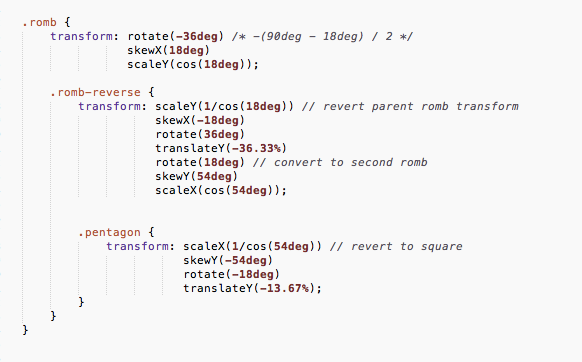 .romb {
transform: rotate(-36deg) /* -(90deg - 18deg) / 2 */
skewX(18deg)
scaleY(cos(18deg));
.romb-reverse {
transform: scaleY(1/cos(18deg)) // revert parent romb transform
skewX(-18deg)
rotate(36deg)
translateY(-36.33%)
rotate(18deg) // convert to second romb
skewY(54deg)
scaleX(cos(54deg));
.pentagon {
transform: scaleX(1/cos(54deg)) // revert to square
skewY(-54deg)
rotate(-18deg)
translateY(-13.67%);
}
}
}